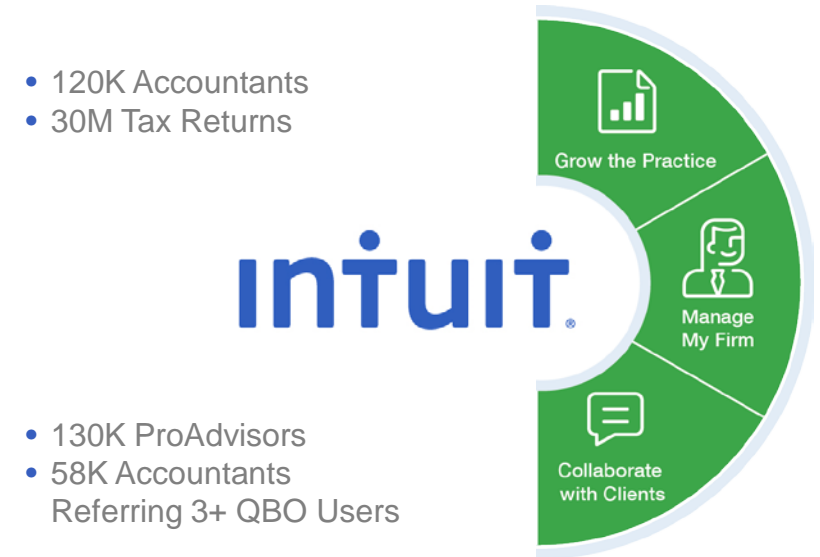 • 120K Accountants
• 30M Tax Returns
Grow the Practice
intuit®
Manage
My Firm
• 130K ProAdvisors
• 58K Accountants
Referring 3+ QBO Users
Collaborate
with Clients